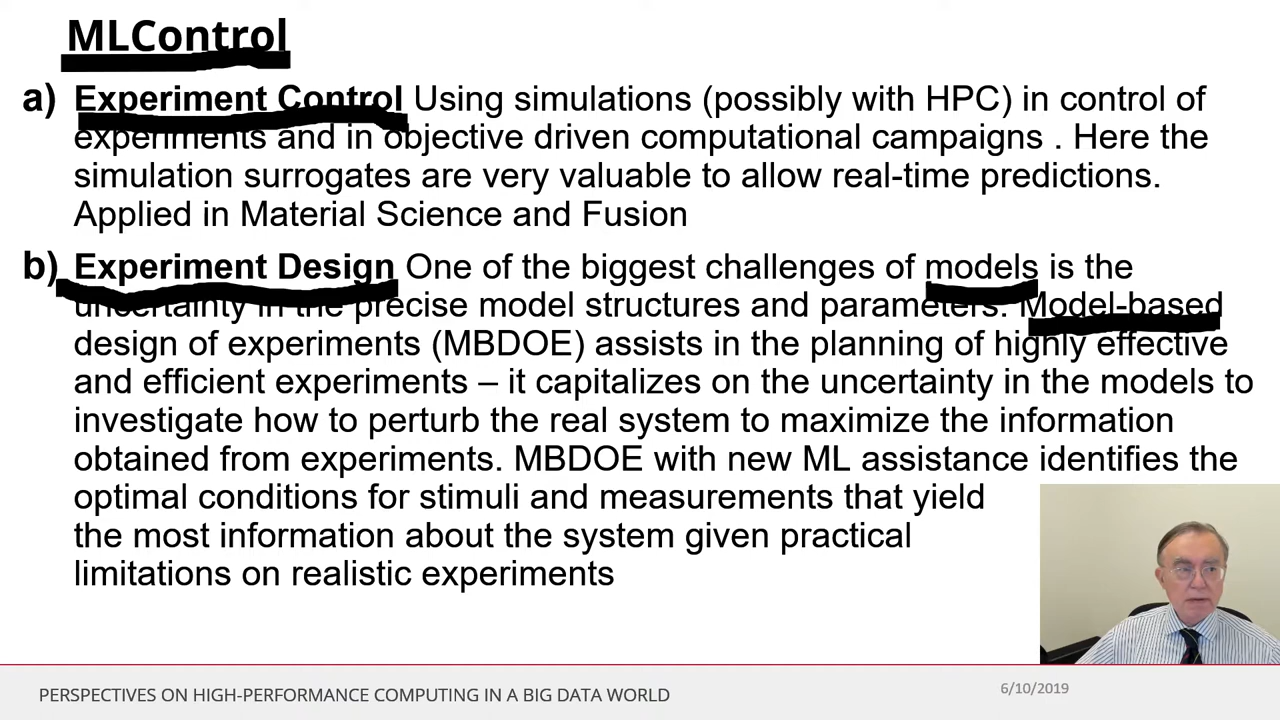 MLControl
a) Experiment Control Using simulations (possibly with HPC) in control of
experiments and in objective driven computational campaigns . Here the
simulation surrogates are very valuable to allow real-time predictions.
Applied in Material Science and Fusion
b) Experiment Design One of the biggest challenges of models is the
uncertainty in the precise model structures and parameters. Model-based
design of experiments (MBDOE) assists in the planning of highly effective
and efficient experiments – it capitalizes on the uncertainty in the models to
investigate how to perturb the real system to maximize the information
obtained from experiments. MBDOE with new ML assistance identifies the
optimal conditions for stimuli and measurements that yield
the most information about the system given practical
limitations on realistic experiments
PERSPECTIVES ON HIGH-PERFORMANCE COMPUTING IN A BIG DATA WORLD
6/10/2019